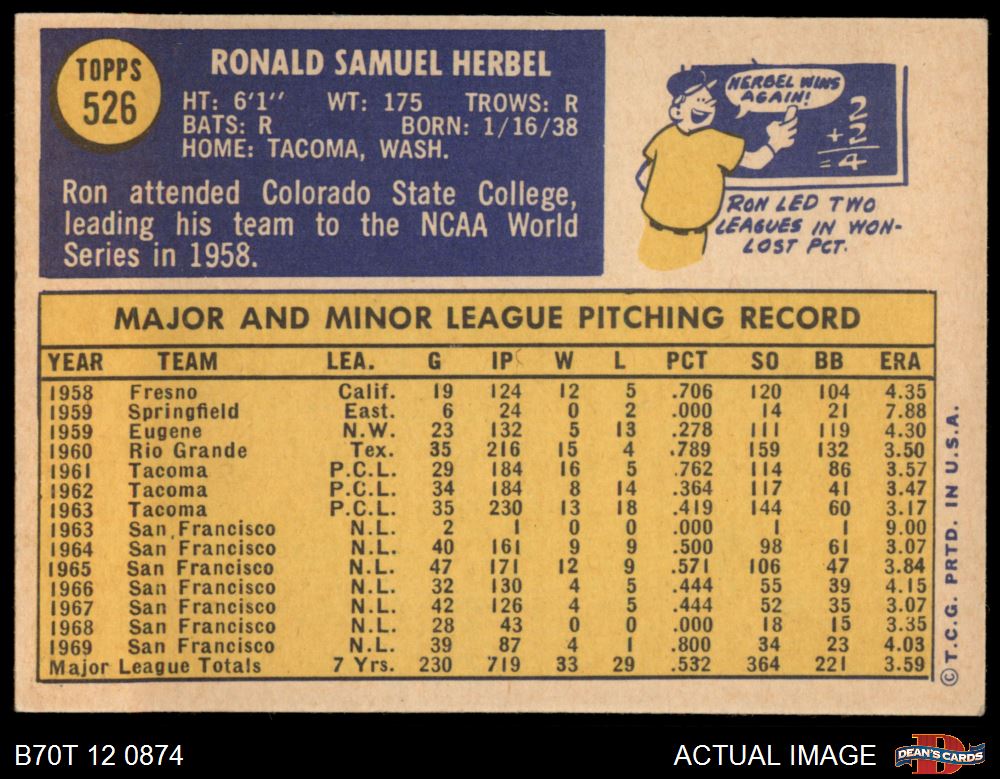 TOPPS
526
RONALD SAMUEL HERBEL
HT: 6'1" WT: 175 TROWS: R
BATS: R BORN: 1/16/38
HOME: TACOMA, WASH.
Ron attended Colorado State College,
leading his team to the NCAA World
Series in 1958.
HERBEL WINS
AGAIN!
2
+2
=4
RON LED TWO
LEAGUES IN WON-
LOST PCT.
MAJOR AND MINOR LEAGUE PITCHING RECORD
YEAR TEAM LEA. G IP W L PCT SO BB ERA
1958 Fresno Calif. 19 124 12 5 .706 120 104 4.35
1959 Springfield East. 6 24 0 2 .000 14 21 7.88
1959 Eugene N.W. 23 132 5 13 .278 111 119 4.30
1960 Rio Grande Tex. 35 216 15 4 .789 159 132 3.50
1961 Tacoma P.C.L. 29 184 16 5 .762 114 86 3.57
1962 Tacoma P.C.L. 34 184 8 14 .364 117 41 3.47
1963 Tacoma P.C.L. 35 230 13 18 .419 144 60 3.17
1963 San Francisco N.L. 2 1 0 0 .000 1 1 9.00
1964 San Francisco N.L. 40 161 9 9 .500 98 61 3.07
1965 San Francisco N.L. 47 171 12 9 .571 106 47 3.84
1966 San Francisco N.L. 32 130 4 5 .444 55 39 4.15
1967 San Francisco N.L. 42 126 4 5 .444 52 35 3.07
1968 San Francisco N.L. 28 43 0 0 .000 18 15 3.35
1969 San Francisco N.L. 39 87 4 1 .800 34 23 4.03
Major League Totals 7 Yrs. 230 719 33 29 .532 364 221 3.59
© T.C.G. PRTD. IN U.S.A.
B70T 12 0874
ACTUAL IMAGE
DEAN'S CARDS